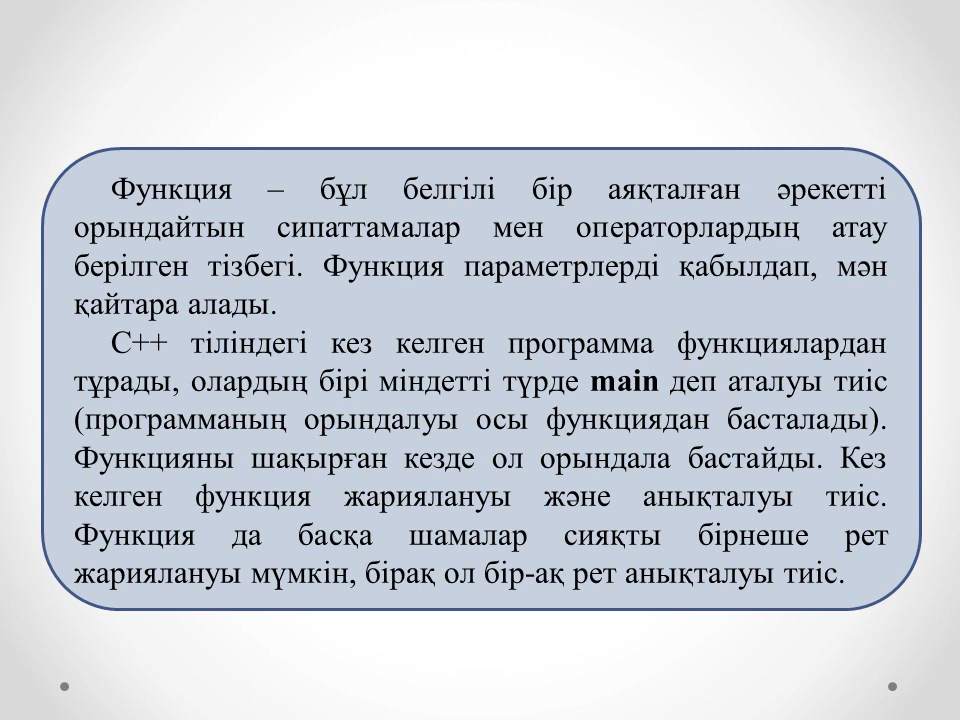 Функция – бұл белгілі бір аяқталған әрекетті
орындайтын сипаттамалар мен операторлардың атау
берілген тізбегі. Функция параметрлерді қабылдап, мән
қайтара алады.
С++ тіліндегі кез келген программа функциялардан
тұрады, олардың бірі міндетті түрде main деп аталуы тиіс
(программаның орындалуы осы функциядан басталады).
Функцияны шақырған кезде ол орындала бастайды. Кез
келген функция жариялануы және анықталуы тиіс.
Функция да басқа шамалар сияқты бірнеше рет
жариялануы мүмкін, бірақ ол бір-ақ рет анықталуы тиіс.